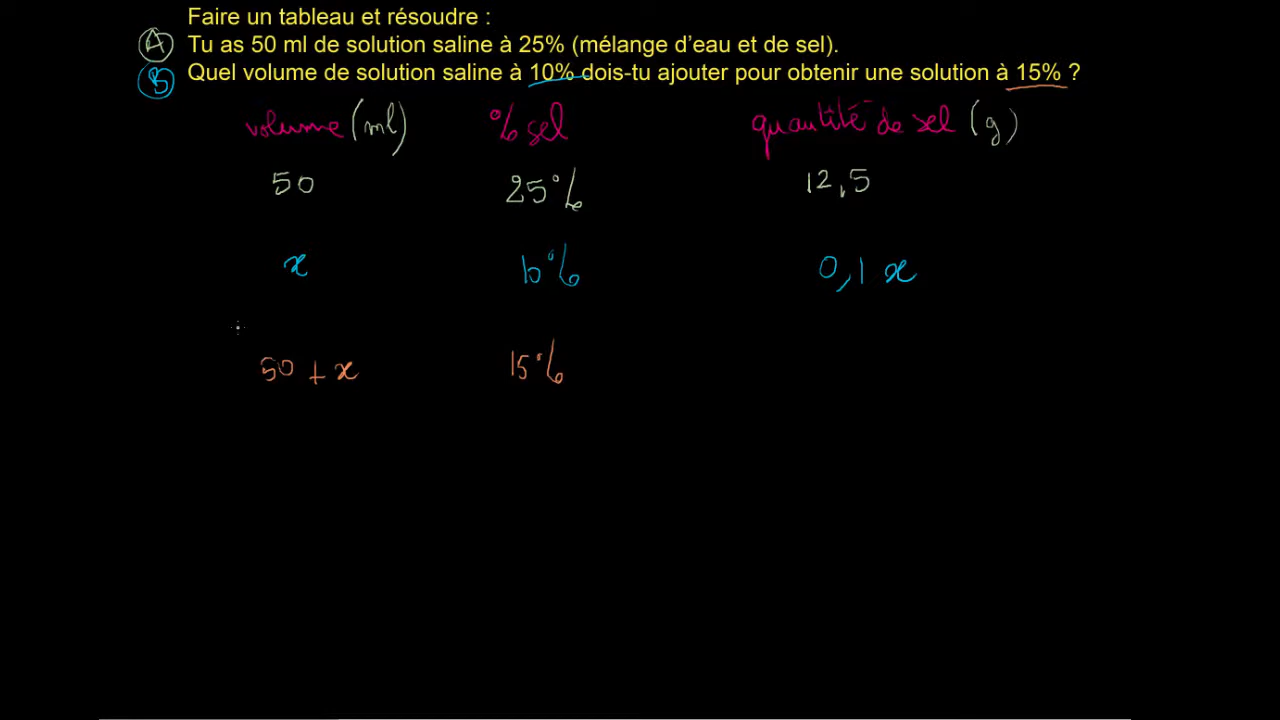 Faire un tableau et résoudre :
A Tu as 50 ml de solution saline à 25% (mélange d’eau et de sel).
B Quel volume de solution saline à 10% dois-tu ajouter pour obtenir une solution à 15% ?
volume (ml) % sel quantité de sel (g)
50 25% 12,5
x 10% 0,1 x
50 + x 15%